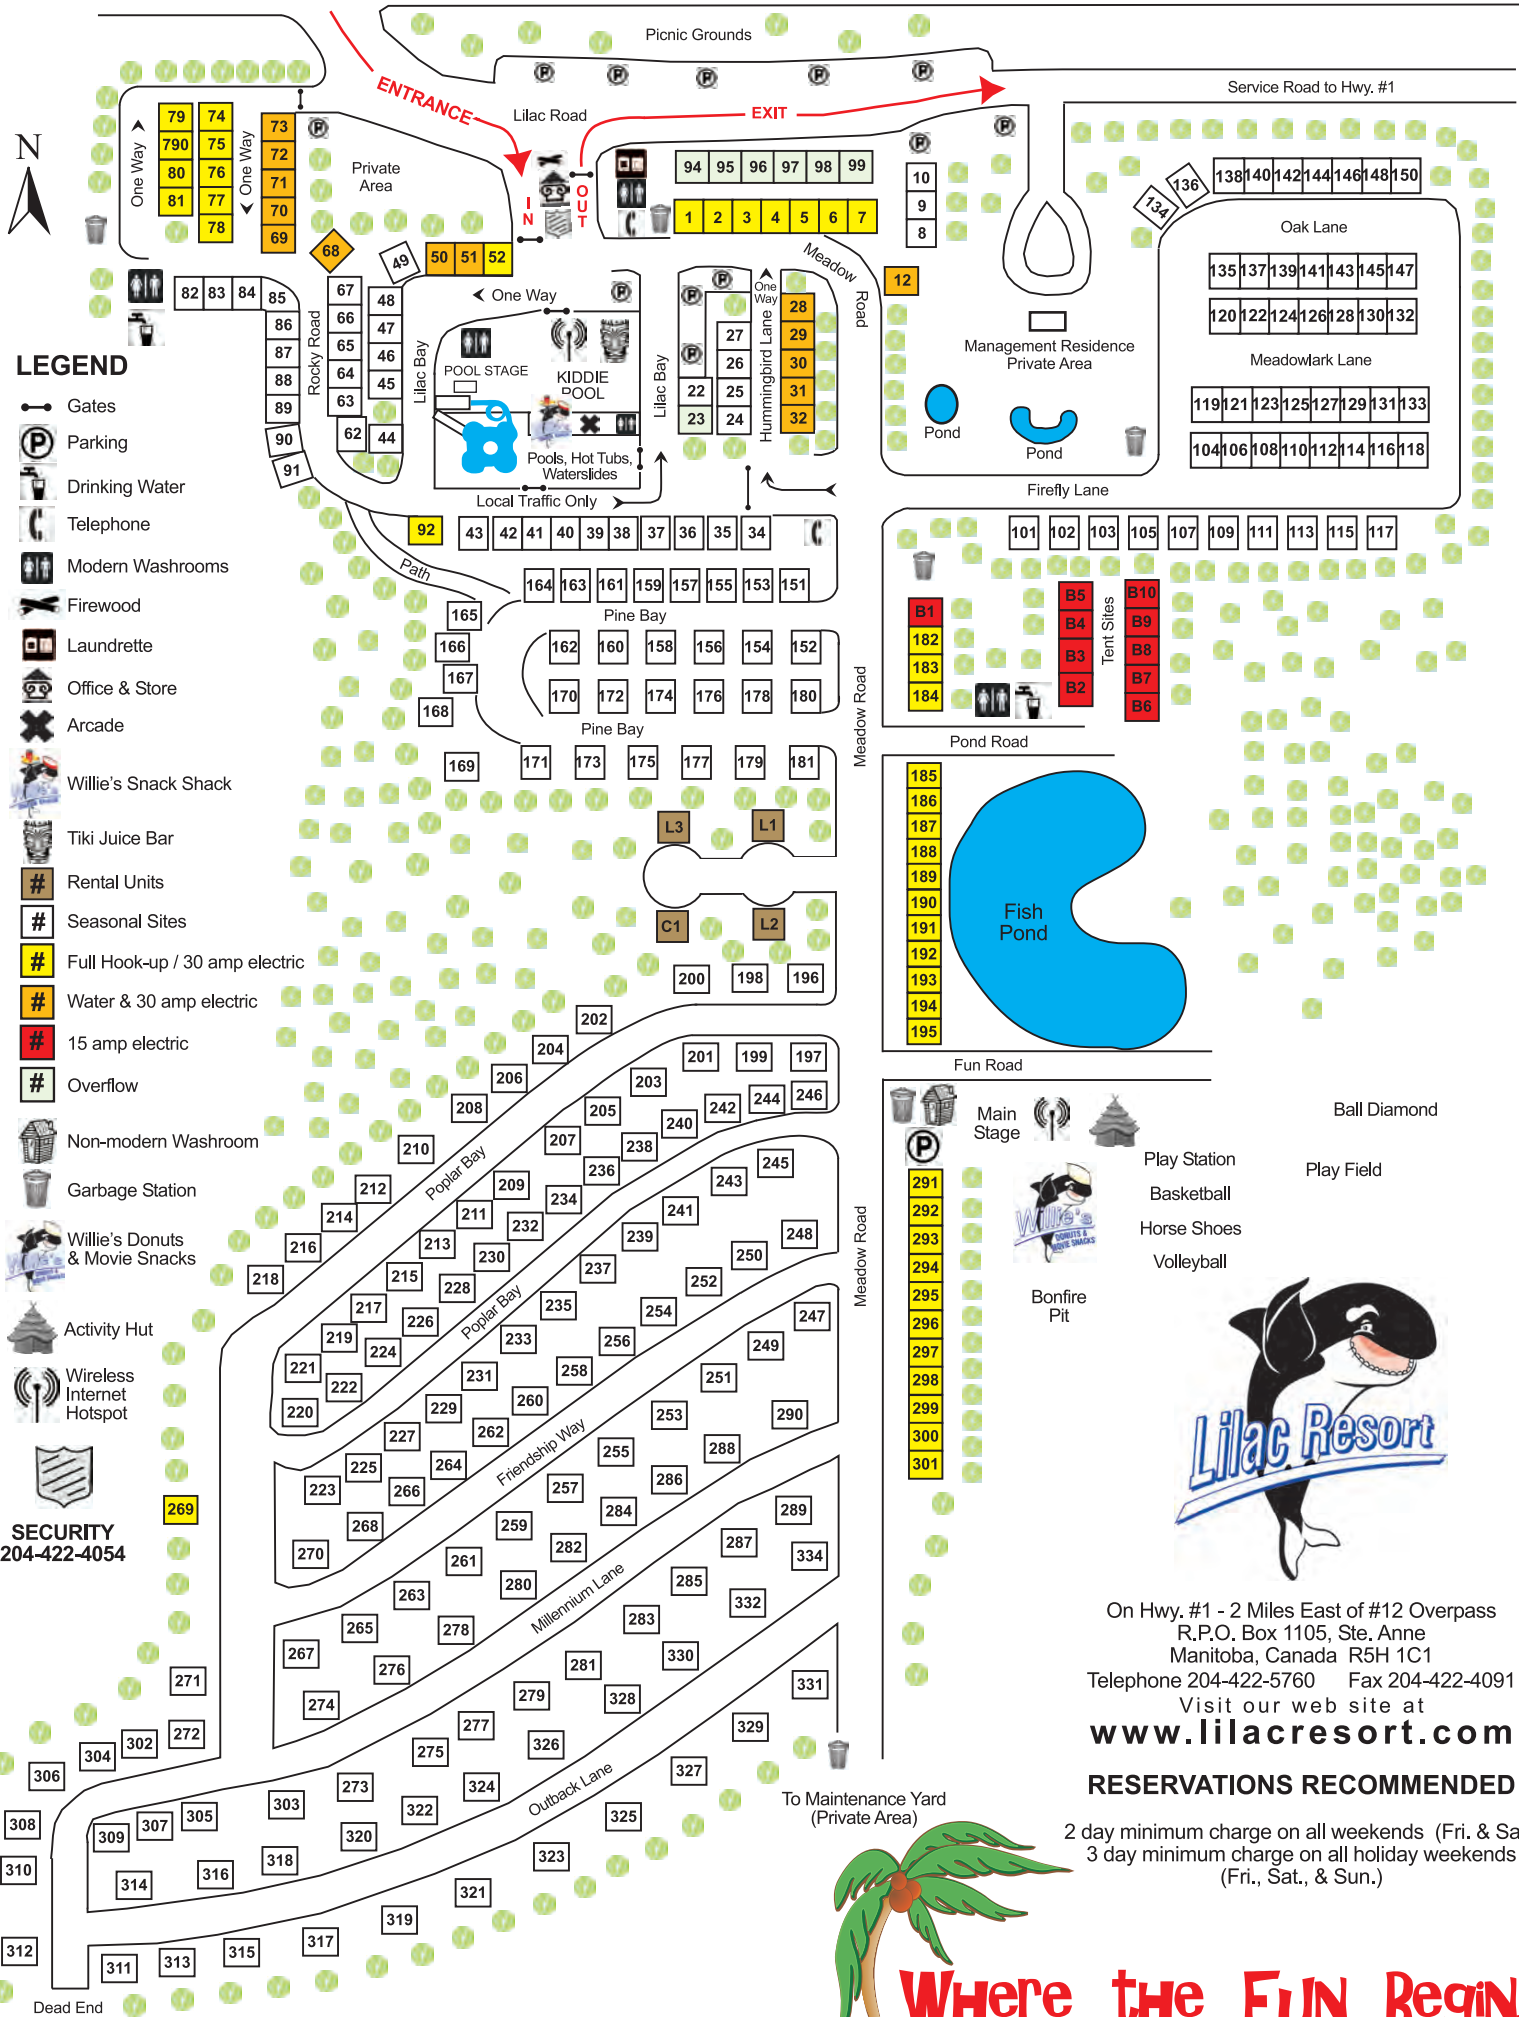 Picnic Grounds
Service Road to Hwy. #1
ENTRANCE
EXIT
Lilac Road
IN
OUT
N
One Way
One Way
Private
Area
79
790
80
81
74
75
76
77
78
73
72
71
70
69
68
49
50 51 52
94 95 96 97 98 99
1 2 3 4 5 6 7
10
9
8
12
134
136
138 140 142 144 146 148 150
Oak Lane
135 137 139 141 143 145 147
120 122 124 126 128 130 132
Meadowlark Lane
119 121 123 125 127 129 131 133
104 106 108 110 112 114 116 118
Firefly Lane
101 102 103 105 107 109 111 113 115 117
Management Residence
Private Area
Pond
Pond
Meadow Road
82 83 84 85
86
87
88
89
90
91
Rocky Road
67
66
65
64
63
62
48
47
46
45
44
Lilac Bay
One Way
POOL STAGE
KIDDIE
POOL
Pools, Hot Tubs,
Waterslides
Local Traffic Only
Lilac Bay
22
23
27
26
25
24
One
Way
Hummingbird Lane
28
29
30
31
32
92
43 42 41 40 39 38 37 36 35 34
Path
164 163 161 159 157 155 153 151
Pine Bay
165
166
167
168
169
162 160 158 156 154 152
170 172 174 176 178 180
Pine Bay
171 173 175 177 179 181
Meadow Road
B1
182
183
184
B5
B4
B3
B2
Tent Sites
B10
B9
B8
B7
B6
Pond Road
185
186
187
188
189
190
191
192
193
194
195
Fish
Pond
Fun Road
L3
L1
C1
L2
200 198 196
202
204
206
208
210
212
214
216
218
Poplar Bay
201 199 197
203
205
207
209
211
213
215
217
219
221
220
222
224
226
228
230
232
234
236
238
240
242
244
246
Poplar Bay
245
243
241
239
237
235
233
231
229
227
225
223
248
250
252
254
256
258
260
262
264
266
268
270
Friendship Way
247
249
251
253
255
257
259
261
263
265
267
290
288
286
284
282
280
278
276
274
Millennium Lane
289
287
285
283
281
279
277
275
273
303
305
307
309
334
332
330
328
326
324
322
320
318
316
314
Outback Lane
331
329
327
325
323
321
319
317
315
313
311
269
271
272
302
304
306
308
310
312
Dead End
Meadow Road
Main
Stage
Ball Diamond
Play Station
Play Field
Basketball
Horse Shoes
Volleyball
Bonfire
Pit
Willie's
DONUTS &
MOVIE SNACKS
291
292
293
294
295
296
297
298
299
300
301
To Maintenance Yard
(Private Area)
LEGEND
Gates
Parking
Drinking Water
Telephone
Modern Washrooms
Firewood
Laundrette
Office & Store
Arcade
Willie's Snack Shack
Tiki Juice Bar
# Rental Units
# Seasonal Sites
# Full Hook-up / 30 amp electric
# Water & 30 amp electric
# 15 amp electric
# Overflow
Non-modern Washroom
Garbage Station
Willie's Donuts
& Movie Snacks
Activity Hut
Wireless
Internet
Hotspot
SECURITY
204-422-4054
Lilac Resort
On Hwy. #1 - 2 Miles East of #12 Overpass
R.P.O. Box 1105, Ste. Anne
Manitoba, Canada R5H 1C1
Telephone 204-422-5760 Fax 204-422-4091
Visit our web site at
www.lilacresort.com
RESERVATIONS RECOMMENDED
2 day minimum charge on all weekends (Fri. & Sa
3 day minimum charge on all holiday weekends
(Fri., Sat., & Sun.)
Where the FUN Begin